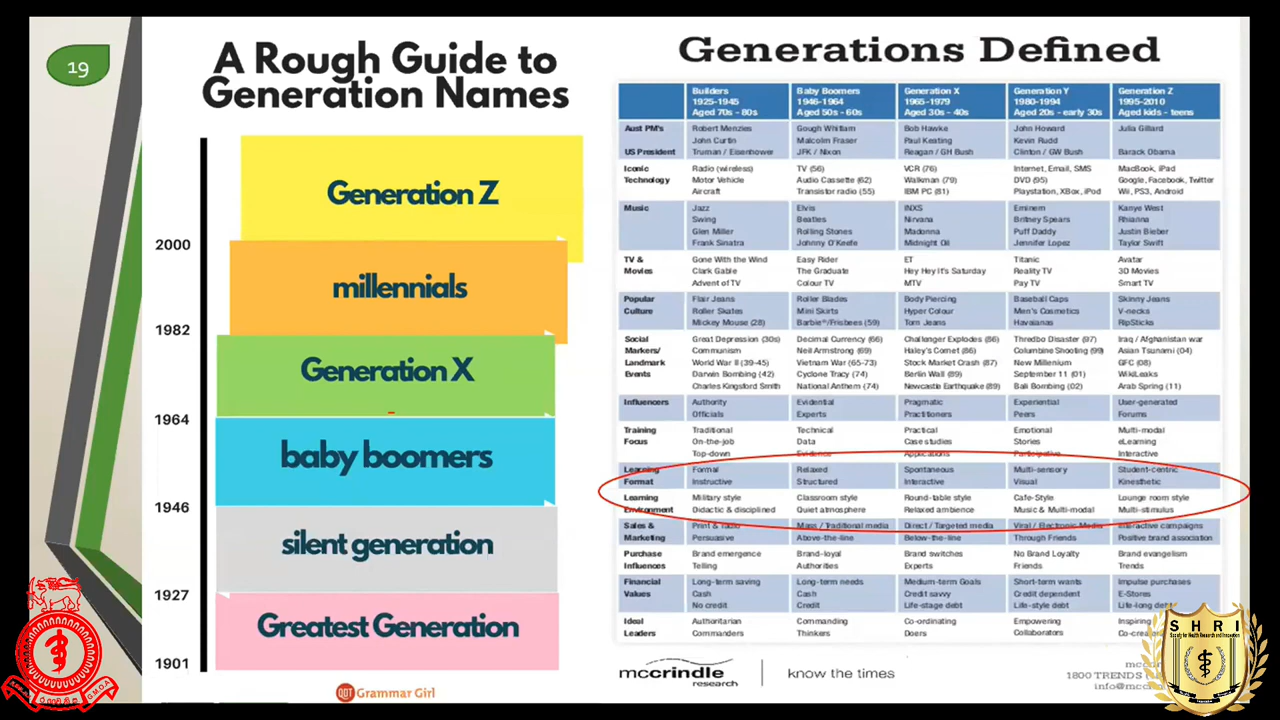 19
A Rough Guide to
Generation Names
Generation Z
2000
millennials
1982
Generation X
1964
baby boomers
1946
silent generation
1927
Greatest Generation
1901
QDT Grammar Girl
Generations Defined
Builders Baby Boomers Generation X Generation Y Generation Z
1925-1945 1946-1964 1965-1979 1980-1994 1995-2010
Aged 70s - 80s Aged 50s - 60s Aged 30s - 40s Aged 20s - early 30s Aged kids - teens
Aust PM's Robert Menzies Gough Whitlam Bob Hawke John Howard Julia Gillard
John Curtin Malcolm Fraser Paul Keating Kevin Rudd
US President Truman / Eisenhower JFK / Nixon Reagan / GH Bush Clinton / GW Bush Barack Obama
Iconic Radio (wireless) TV (56) VCR (76) Internet, Email, SMS MacBook, iPad
Technology Motor Vehicle Audio Cassette (62) Walkman (79) DVD (95) Google, Facebook, Twitter
Aircraft Transistor radio (55) IBM PC (81) Playstation, XBox, iPod Wii, PS3, Android
Music Jazz Elvis INXS Eminem Kanye West
Swing Beatles Nirvana Britney Spears Rhianna
Glen Miller Rolling Stones Madonna Puff Daddy Justin Bieber
Frank Sinatra Johnny O'Keefe Midnight Oil Jennifer Lopez Taylor Swift
TV & Gone With the Wind Easy Rider ET Titanic Avatar
Movies Clark Gable The Graduate Hey Hey It's Saturday Reality TV 3D Movies
Advent of TV Colour TV MTV Pay TV Smart TV
Popular Flair Jeans Roller Blades Body Piercing Baseball Caps Skinny Jeans
Culture Roller Skates Mini Skirts Hyper Colour Men's Cosmetics V-necks
Mickey Mouse (28) Barbie®/Frisbees (59) Torn Jeans Havaianas RipSticks
Social Great Depression (30s) Decimal Currency (66) Challenger Explodes (86) Thredbo Disaster (97) Iraq / Afghanistan war
Markers/ Communism Neil Armstrong (69) Haley's Comet (86) Columbine Shooting (99) Asian Tsunami (04)
Landmark World War II (39-45) Vietnam War (65-73) Stock Market Crash (87) New Millenium GFC (08)
Events Darwin Bombing (42) Cyclone Tracy (74) Berlin Wall (89) September 11 (01) WikiLeaks
Charles Kingsford Smith National Anthem (74) Newcastle Earthquake (89) Bali Bombing (02) Arab Spring (11)
Influencers Authority Evidential Pragmatic Experiential User-generated
Officials Experts Practitioners Peers Forums
Training Traditional Technical Practical Emotional Multi-modal
Focus On-the-job Data Case studies Stories eLearning
Top-down Evidence Applications Participative Interactive
Learning Formal Relaxed Spontaneous Multi-sensory Student-centric
Format Instructive Structured Interactive Visual Kinesthetic
Learning Military style Classroom style Round-table style Cafe-Style Lounge room style
Environment Didactic & disciplined Quiet atmosphere Relaxed ambience Music & Multi-modal Multi-stimulus
Sales & Print & radio Mass / Traditional media Direct / Targeted media Viral / Electronic Media Interactive campaigns
Marketing Persuasive Above-the-line Below-the-line Through Friends Positive brand association
Purchase Brand emergence Brand-loyal Brand switches No Brand Loyalty Brand evangelism
Influences Telling Authorities Experts Friends Trends
Financial Long-term saving Long-term needs Medium-term Goals Short-term wants Impulse purchases
Values Cash Cash Credit savvy Credit dependent E-Stores
No credit Credit Life-stage debt Life-style debt Life-long
Ideal Authoritarian Commanding Co-ordinating Empowering Inspiring
Leaders Commanders Thinkers Doers Collaborators
mccrindle research know the times
1800 TRENDS
SHRI
Society for Health Research and Innovation
G.M.O.A